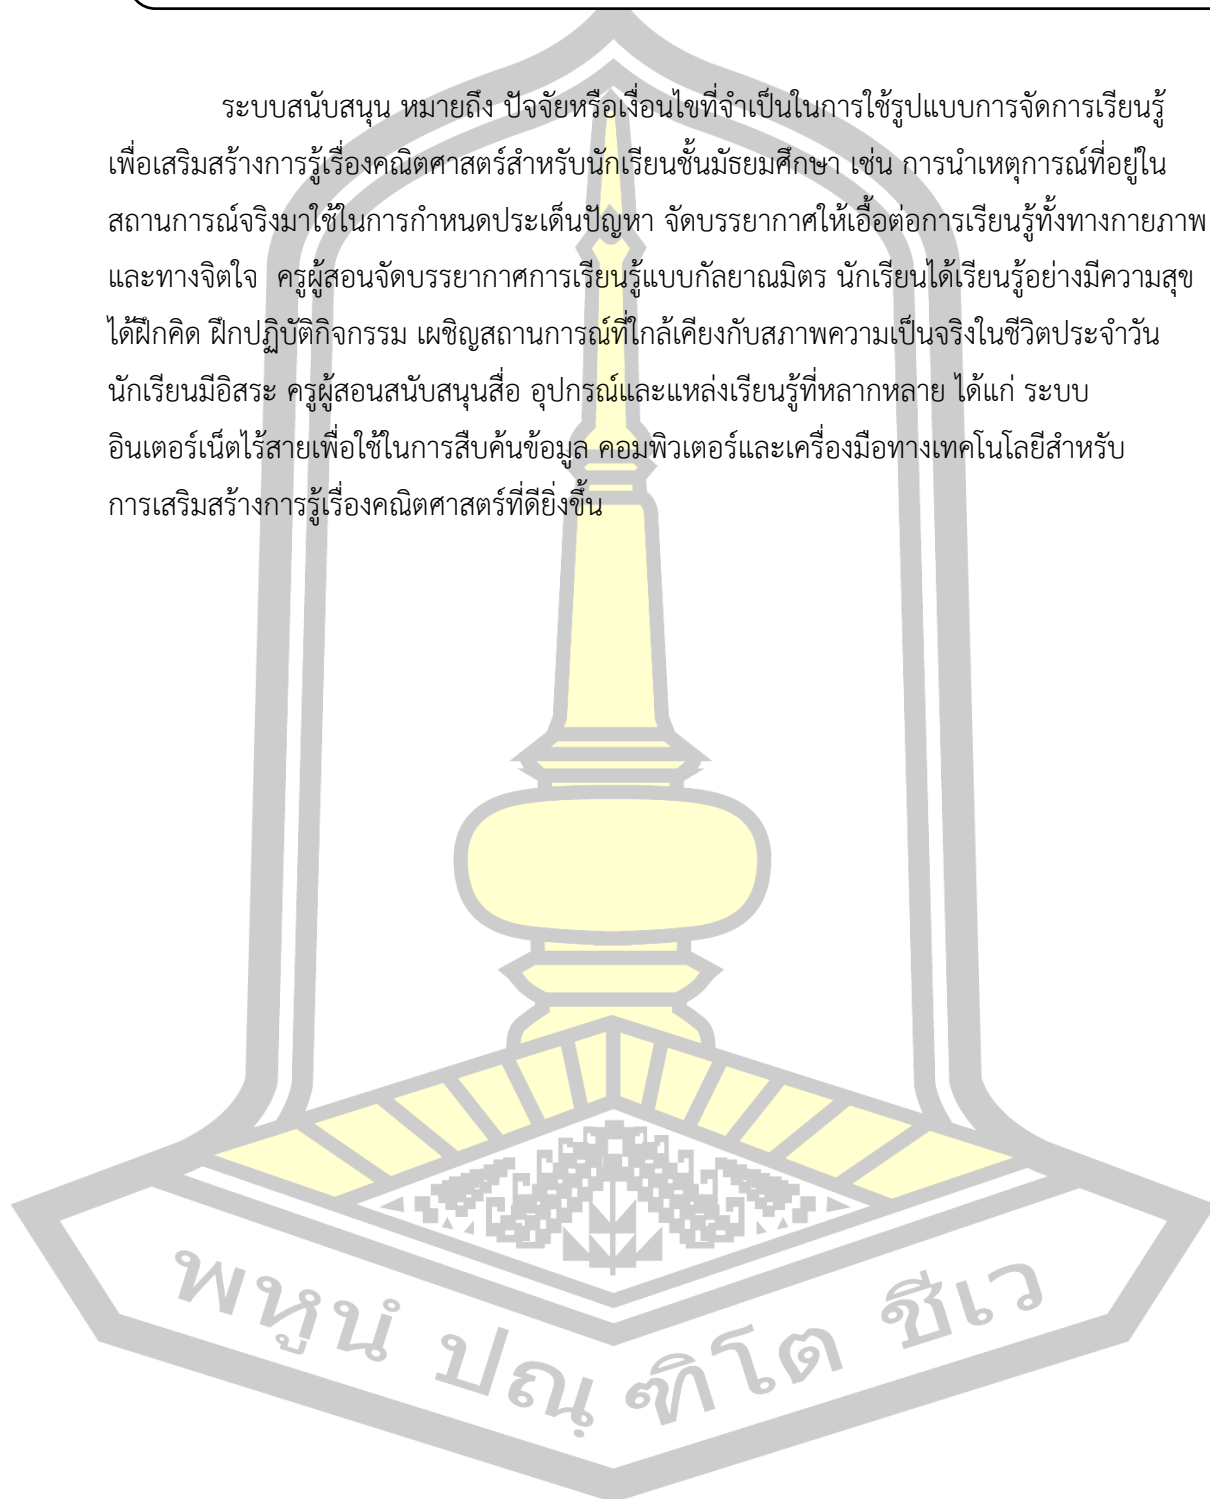 ระบบสนับสนุน หมายถึง ปัจจัยหรือเงื่อนไขที่จำเป็นในการใช้รูปแบบการจัดการเรียนรู้
เพื่อเสริมสร้างการรู้เรื่องคณิตศาสตร์สำหรับนักเรียนชั้นมัธยมศึกษา เช่น การนำเหตุการณ์ที่อยู่ใน
สถานการณ์จริงมาใช้ในการกำหนดประเด็นปัญหา จัดบรรยากาศให้เอื้อต่อการเรียนรู้ทั้งทางกายภาพ
และทางจิตใจ ครูผู้สอนจัดบรรยากาศการเรียนรู้แบบกัลยาณมิตร นักเรียนได้เรียนรู้อย่างมีความสุข
ได้ฝึกคิด ฝึกปฏิบัติกิจกรรม เผชิญสถานการณ์ที่ใกล้เคียงกับสภาพความเป็นจริงในชีวิตประจำวัน
นักเรียนมีอิสระ ครูผู้สอนสนับสนุนสื่อ อุปกรณ์และแหล่งเรียนรู้ที่หลากหลาย ได้แก่ ระบบ
อินเตอร์เน็ตไร้สายเพื่อใช้ในการสืบค้นข้อมูล คอมพิวเตอร์และเครื่องมือทางเทคโนโลยีสำหรับ
การเสริมสร้างการรู้เรื่องคณิตศาสตร์ที่ดียิ่งขึ้น
พหูนํ ปณฺฑิโต ชีเว